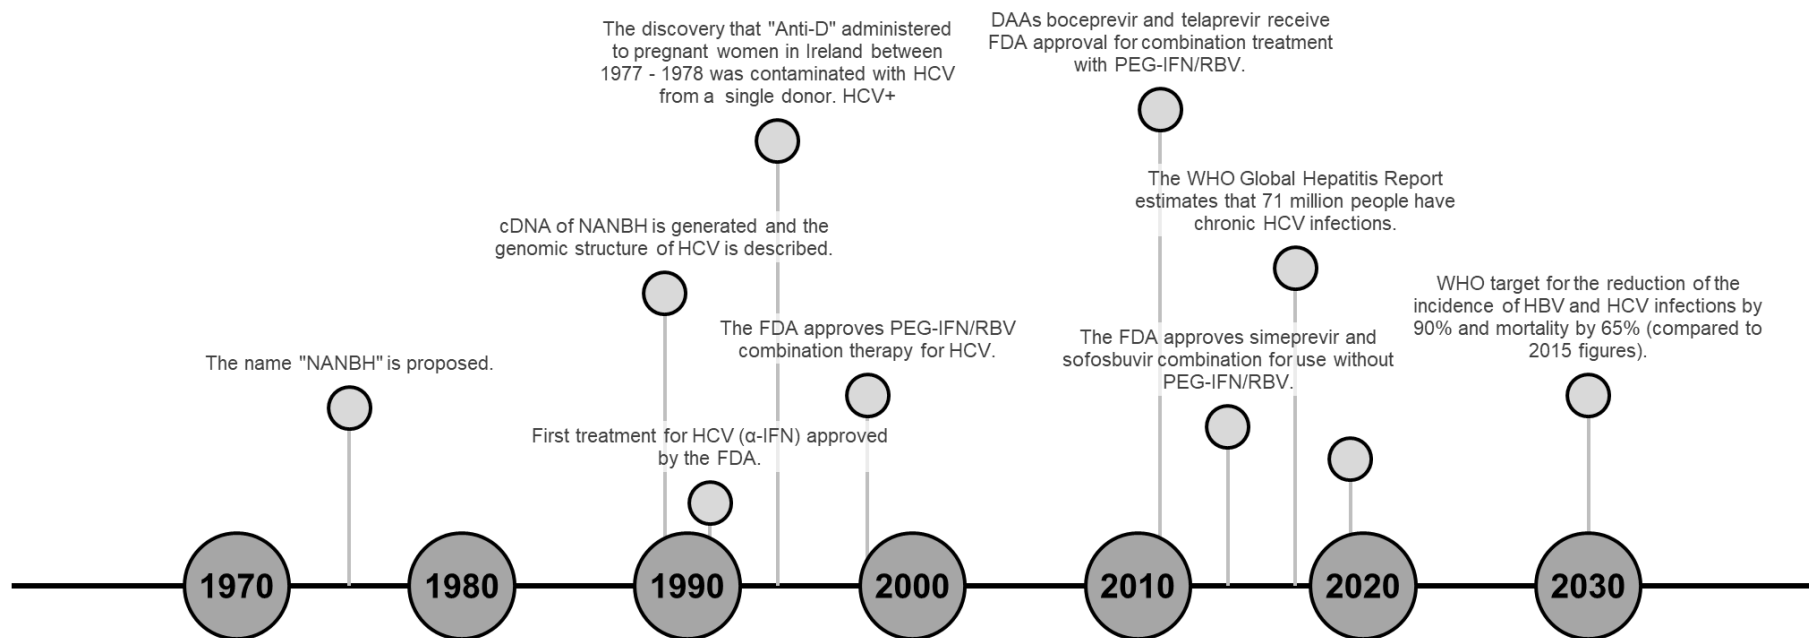 The discovery that "Anti-D" administered
to pregnant women in Ireland between
1977 - 1978 was contaminated with HCV
from a single donor. HCV+
DAAs boceprevir and telaprevir receive
FDA approval for combination treatment
with PEG-IFN/RBV.
The WHO Global Hepatitis Report
estimates that 71 million people have
chronic HCV infections.
cDNA of NANBH is generated and the
genomic structure of HCV is described.
WHO target for the reduction of the
incidence of HBV and HCV infections by
90% and mortality by 65% (compared to
2015 figures).
The FDA approves PEG-IFN/RBV
combination therapy for HCV.
The FDA approves simeprevir and
sofosbuvir combination for use without
PEG-IFN/RBV.
The name "NANBH" is proposed.
First treatment for HCV (α-IFN) approved
by the FDA.
1970
1980
1990
2000
2010
2020
2030